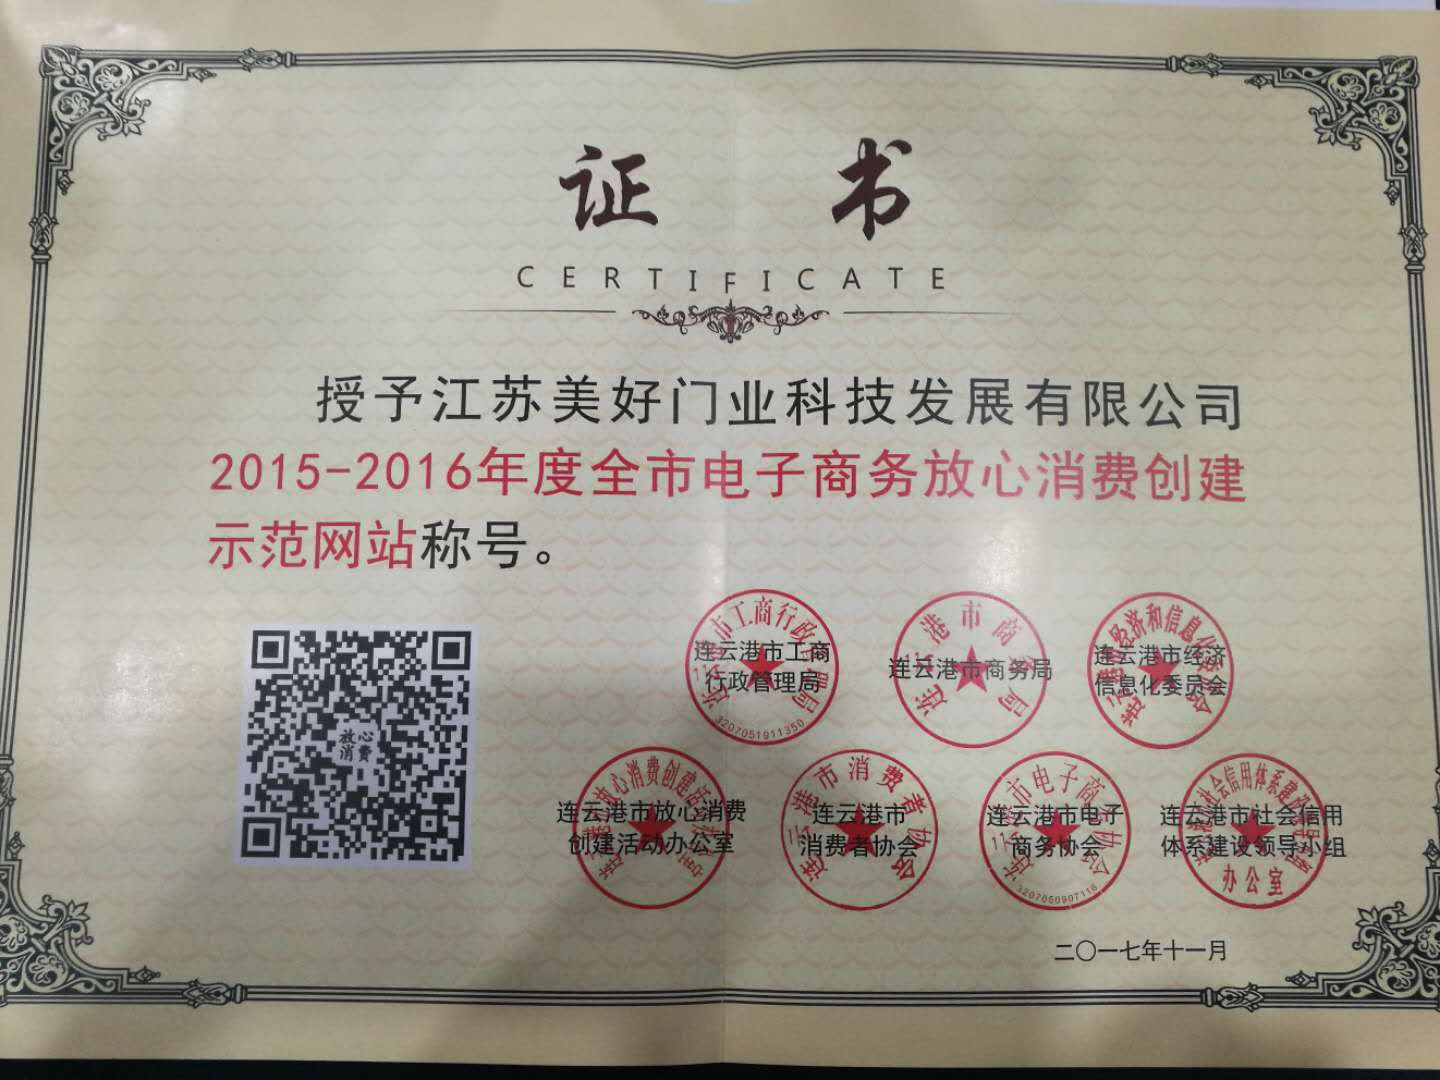 证 书
CERTIFICATE
授予江苏美好门业科技发展有限公司
2015-2016年度全市电子商务放心消费创建
示范网站称号。
放心
消费
连云港市工商
行政管理局
3207051911350
连云港市商务局
连云港市经济
信息化委员会
连云港市放心消费
创建活动办公室
连云港市
消费者协会
连云港市电子
商务协会
3207060907116
连云港市社会信用
体系建设领导小组
办公室
二〇一七年十一月